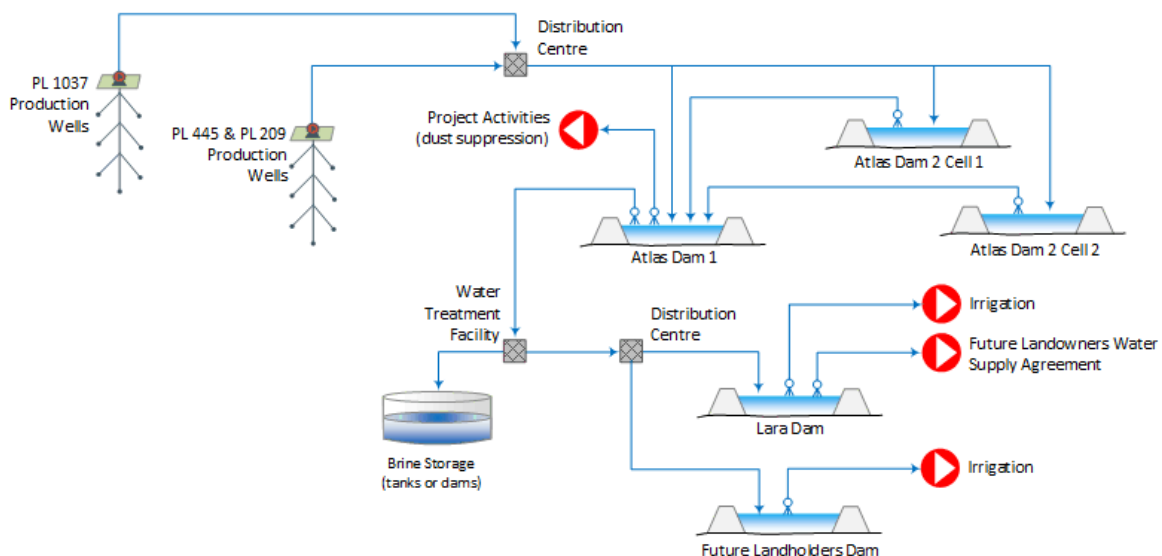 Distribution
Centre
PL 1037
Production
Wells
PL 445 & PL 209
Production
Wells
Project Activities
(dust suppression)
Atlas Dam 2 Cell 1
Atlas Dam 1
Atlas Dam 2 Cell 2
Water
Treatment
Facility
Distribution
Centre
Irrigation
Future Landowners Water
Supply Agreement
Lara Dam
Brine Storage
(tanks or dams)
Irrigation
Future Landholders Dam